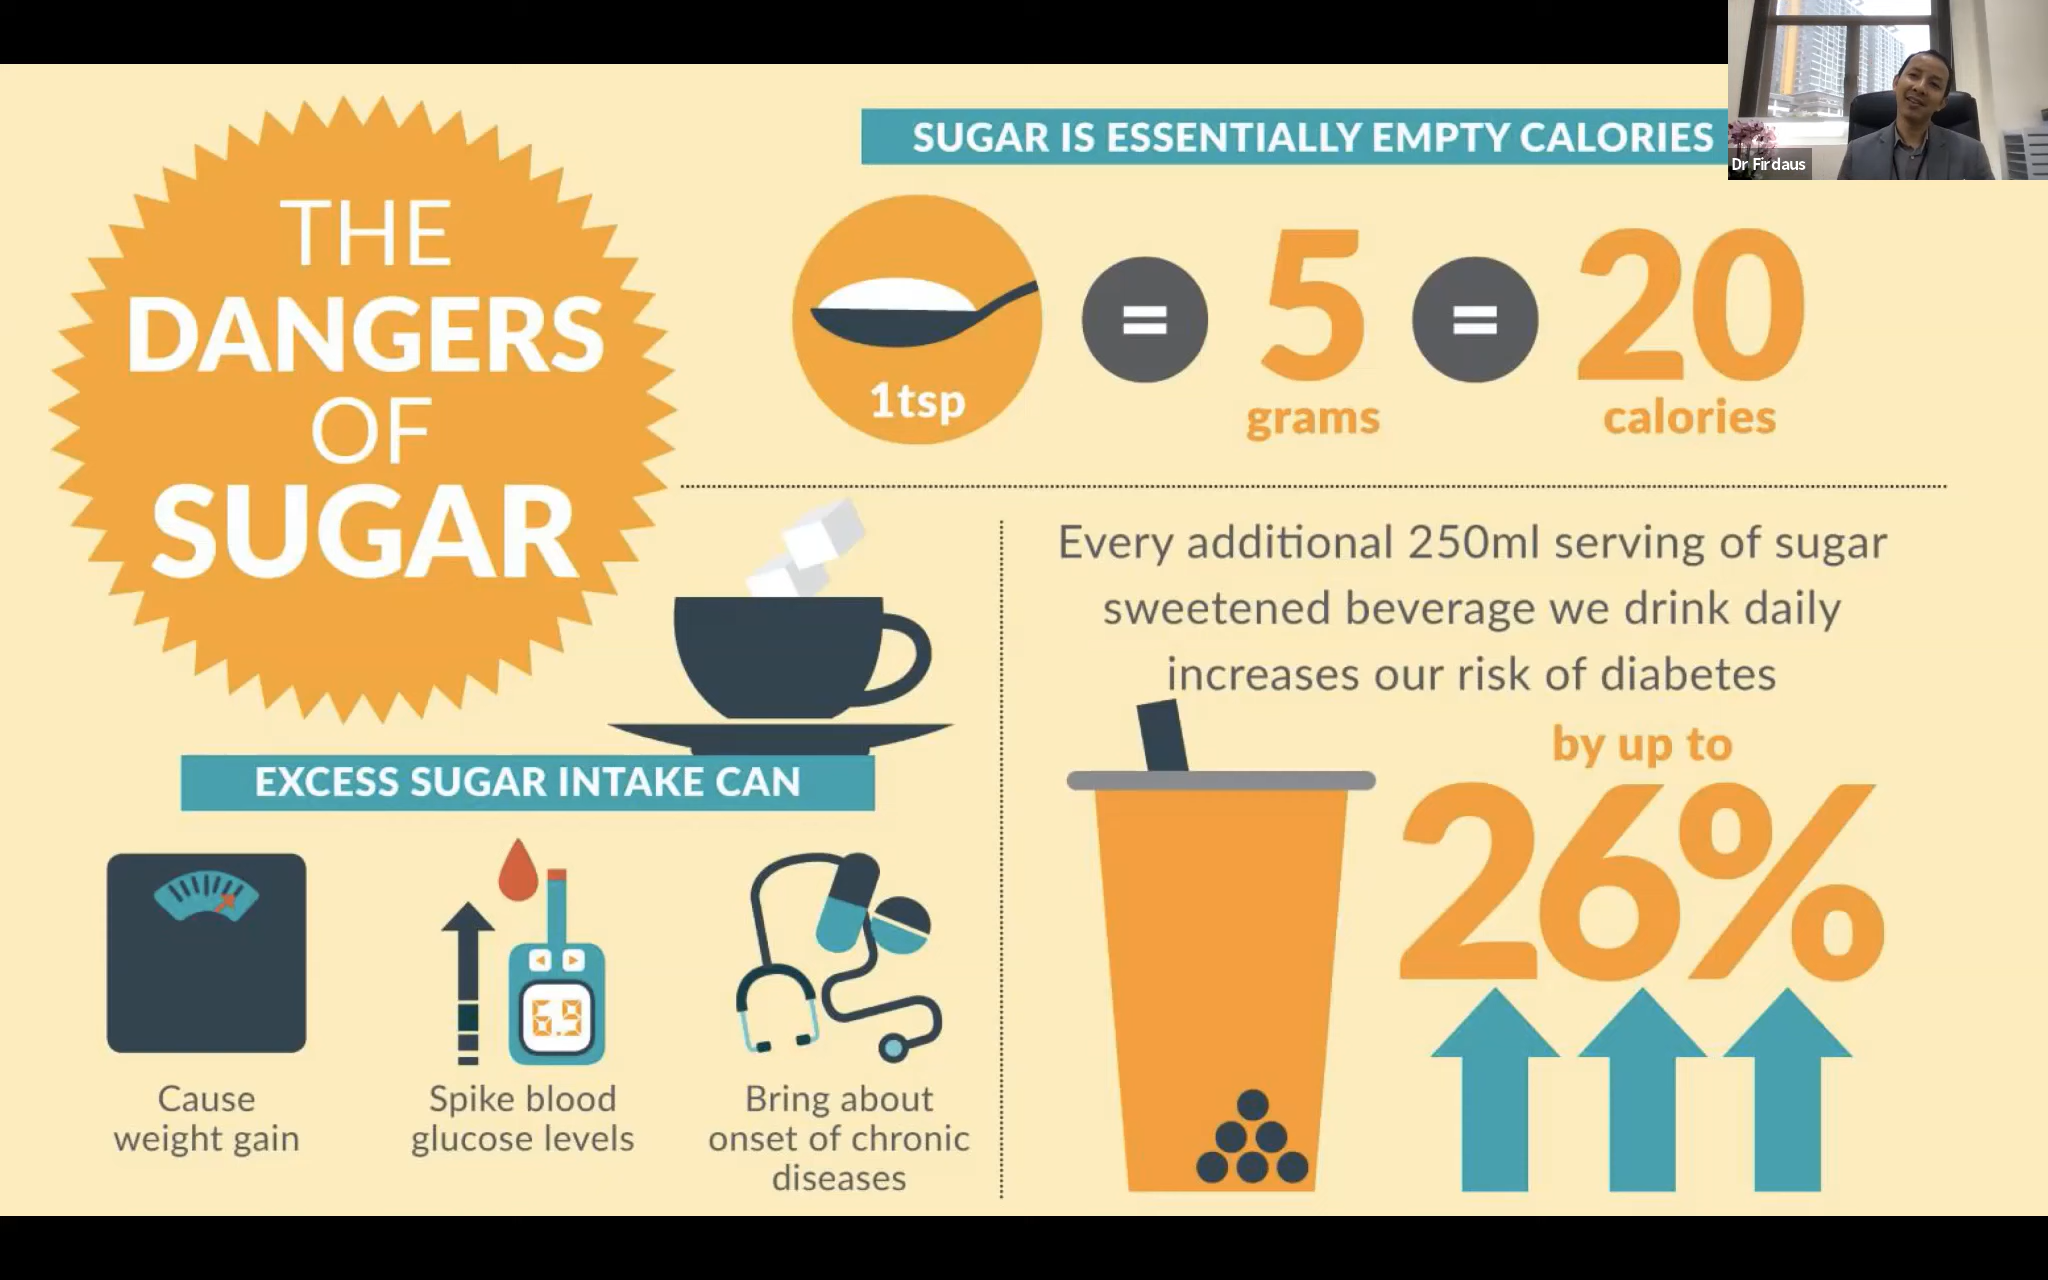 THE
DANGERS
OF
SUGAR
SUGAR IS ESSENTIALLY EMPTY CALORIES
Dr Firdaus
1tsp
=
5
grams
=
20
calories
Every additional 250ml serving of sugar
sweetened beverage we drink daily
increases our risk of diabetes
by up to
26%
EXCESS SUGAR INTAKE CAN
6.9
Cause
weight gain
Spike blood
glucose levels
Bring about
onset of chronic
diseases